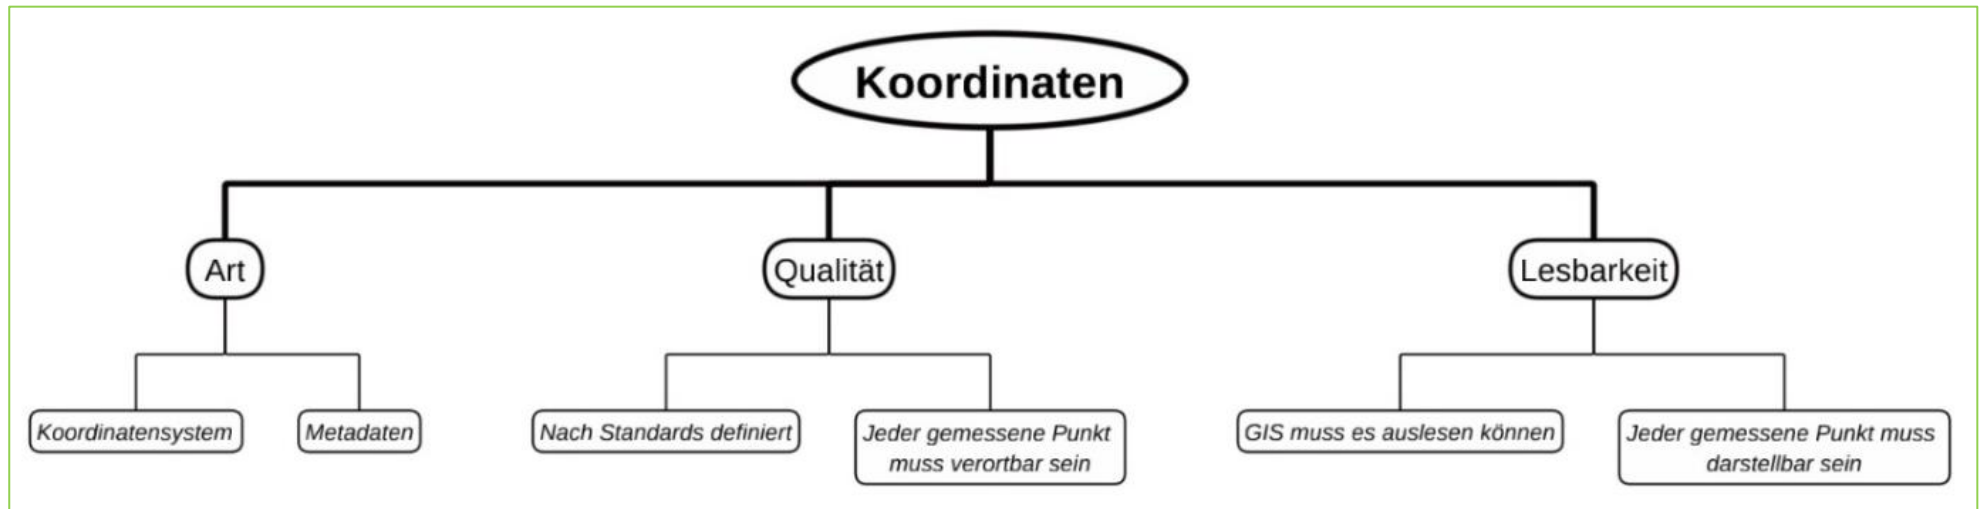 Koordinaten
Art
Qualität
Lesbarkeit
Koordinatensystem
Metadaten
Nach Standards definiert
Jeder gemessene Punkt
muss verortbar sein
GIS muss es auslesen können
Jeder gemessene Punkt muss
darstellbar sein